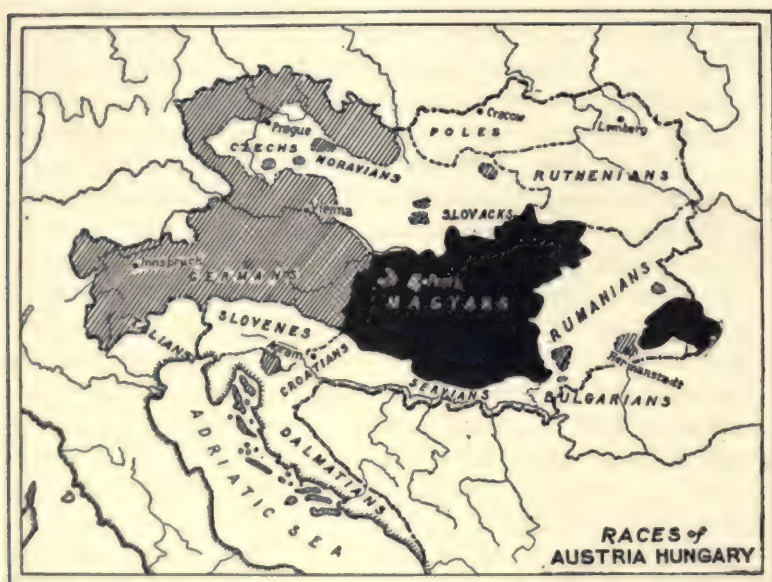 Cracow
POLES
Lemberg
Prague
CZECHS
MORAVIANS
RUTHENIANS
Vienna
SLOVACKS
Innsbruck
GERMANS
MAGYARS
RUMANIANS
SLOVENES
CROATIANS
SERVIANS
Hermanstadt
BULGARIANS
DALMATIANS
ADRIATIC SEA
RACES of
AUSTRIA HUNGARY